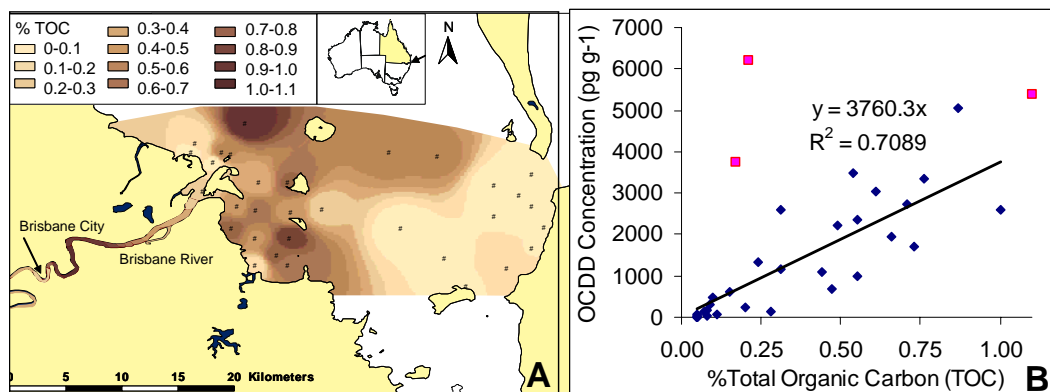 % TOC
0-0.1
0.1-0.2
0.2-0.3
0.3-0.4
0.4-0.5
0.5-0.6
0.6-0.7
0.7-0.8
0.8-0.9
0.9-1.0
1.0-1.1
N
Brisbane City
Brisbane River
0 5 10 20 Kilometers
A
B
OCDD Concentration (pg g-1)
7000
6000
5000
4000
3000
2000
1000
0
y = 3760.3x
R² = 0.7089
0.00 0.25 0.50 0.75 1.00
%Total Organic Carbon (TOC)